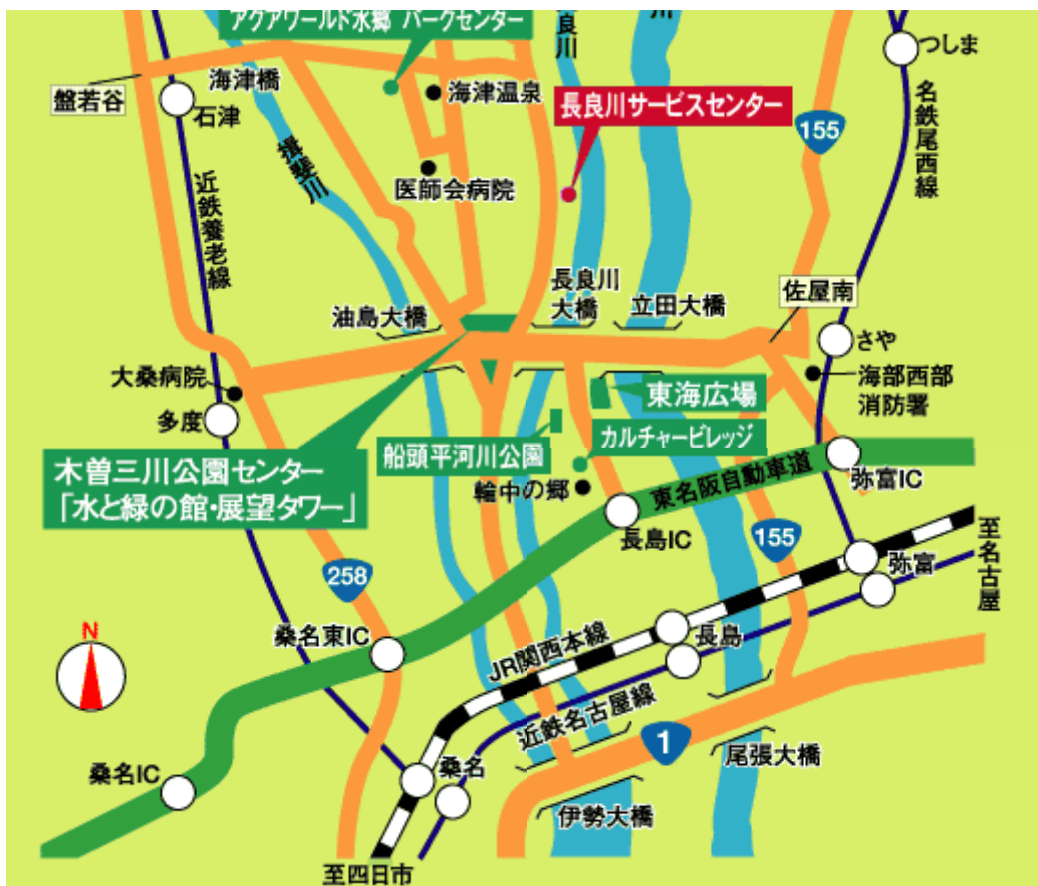 アクアワールド水郷 パークセンター
良川
川
つしま
海津橋
盤若谷
石津
海津温泉
長良川サービスセンター
155
名鉄尾西線
揖斐川
医師会病院
近鉄養老線
油島大橋
長良川
大橋
立田大橋
佐屋南
さや
大桑病院
多度
東海広場
海部西部
消防署
船頭平河川公園
カルチャービレッジ
木曽三川公園センター
「水と緑の館・展望タワー」
輪中の郷
東名阪自動車道
弥富IC
長島IC
155
弥富
至名古屋
258
N
桑名東IC
JR関西本線
長島
近鉄名古屋線
1
桑名IC
桑名
尾張大橋
伊勢大橋
至四日市